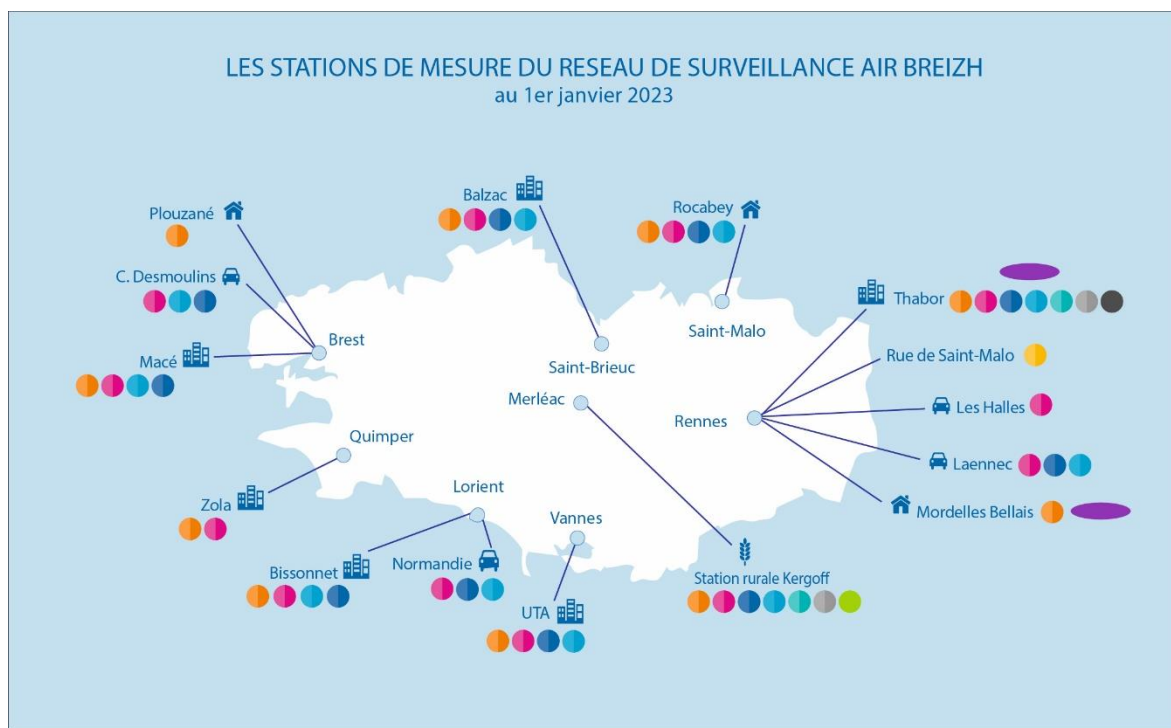 LES STATIONS DE MESURE DU RESEAU DE SURVEILLANCE AIR BREIZH
au 1er janvier 2023
Balzac
Rocabey
Plouzané
C. Desmoulins
Thabor
Saint-Malo
Brest
Macé
Saint-Brieuc
Rue de Saint-Malo
Merléac
Les Halles
Rennes
Quimper
Laennec
Lorient
Zola
Mordelles Bellais
Vannes
Normandie
Bissonnet
Station rurale Kergoff
UTA